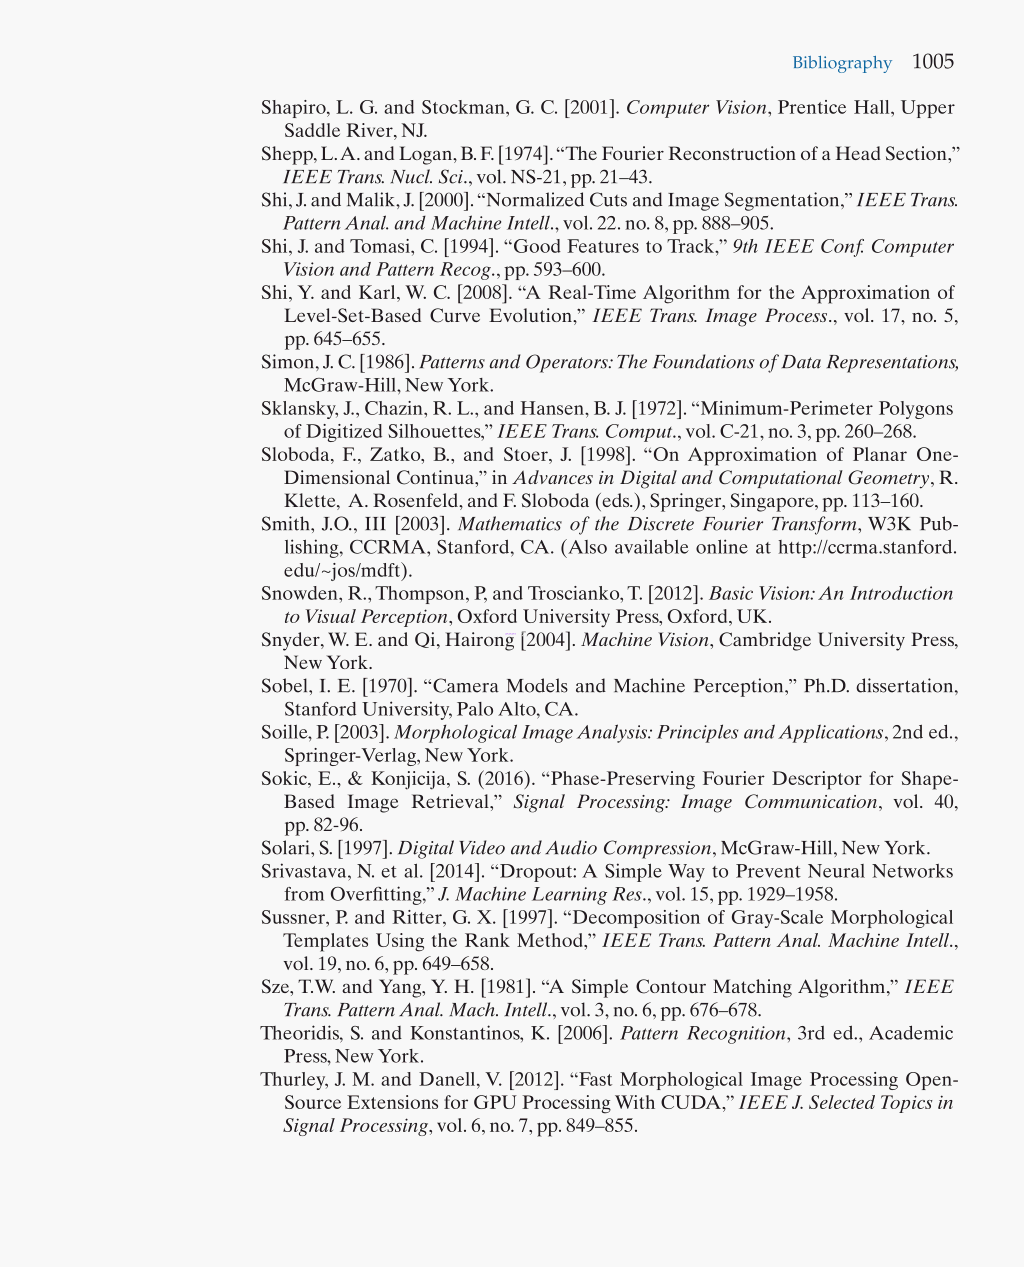 Bibliography 1005
Shapiro, L. G. and Stockman, G. C. [2001]. Computer Vision, Prentice Hall, Upper
Saddle River, NJ.
Shepp, L. A. and Logan, B. F. [1974]. “The Fourier Reconstruction of a Head Section,”
IEEE Trans. Nucl. Sci., vol. NS-21, pp. 21–43.
Shi, J. and Malik, J. [2000]. “Normalized Cuts and Image Segmentation,” IEEE Trans.
Pattern Anal. and Machine Intell., vol. 22. no. 8, pp. 888–905.
Shi, J. and Tomasi, C. [1994]. “Good Features to Track,” 9th IEEE Conf. Computer
Vision and Pattern Recog., pp. 593–600.
Shi, Y. and Karl, W. C. [2008]. “A Real-Time Algorithm for the Approximation of
Level-Set-Based Curve Evolution,” IEEE Trans. Image Process., vol. 17, no. 5,
pp. 645–655.
Simon, J. C. [1986]. Patterns and Operators: The Foundations of Data Representations,
McGraw-Hill, New York.
Sklansky, J., Chazin, R. L., and Hansen, B. J. [1972]. “Minimum-Perimeter Polygons
of Digitized Silhouettes,” IEEE Trans. Comput., vol. C-21, no. 3, pp. 260–268.
Sloboda, F., Zatko, B., and Stoer, J. [1998]. “On Approximation of Planar One-
Dimensional Continua,” in Advances in Digital and Computational Geometry, R.
Klette, A. Rosenfeld, and F. Sloboda (eds.), Springer, Singapore, pp. 113–160.
Smith, J.O., III [2003]. Mathematics of the Discrete Fourier Transform, W3K Pub-
lishing, CCRMA, Stanford, CA. (Also available online at http://ccrma.stanford.
edu/~jos/mdft).
Snowden, R., Thompson, P, and Troscianko, T. [2012]. Basic Vision: An Introduction
to Visual Perception, Oxford University Press, Oxford, UK.
Snyder, W. E. and Qi, Hairong [2004]. Machine Vision, Cambridge University Press,
New York.
Sobel, I. E. [1970]. “Camera Models and Machine Perception,” Ph.D. dissertation,
Stanford University, Palo Alto, CA.
Soille, P. [2003]. Morphological Image Analysis: Principles and Applications, 2nd ed.,
Springer-Verlag, New York.
Sokic, E., & Konjicija, S. (2016). “Phase-Preserving Fourier Descriptor for Shape-
Based Image Retrieval,” Signal Processing: Image Communication, vol. 40,
pp. 82-96.
Solari, S. [1997]. Digital Video and Audio Compression, McGraw-Hill, New York.
Srivastava, N. et al. [2014]. “Dropout: A Simple Way to Prevent Neural Networks
from Overfitting,” J. Machine Learning Res., vol. 15, pp. 1929–1958.
Sussner, P. and Ritter, G. X. [1997]. “Decomposition of Gray-Scale Morphological
Templates Using the Rank Method,” IEEE Trans. Pattern Anal. Machine Intell.,
vol. 19, no. 6, pp. 649–658.
Sze, T.W. and Yang, Y. H. [1981]. “A Simple Contour Matching Algorithm,” IEEE
Trans. Pattern Anal. Mach. Intell., vol. 3, no. 6, pp. 676–678.
Theoridis, S. and Konstantinos, K. [2006]. Pattern Recognition, 3rd ed., Academic
Press, New York.
Thurley, J. M. and Danell, V. [2012]. “Fast Morphological Image Processing Open-
Source Extensions for GPU Processing With CUDA,” IEEE J. Selected Topics in
Signal Processing, vol. 6, no. 7, pp. 849–855.